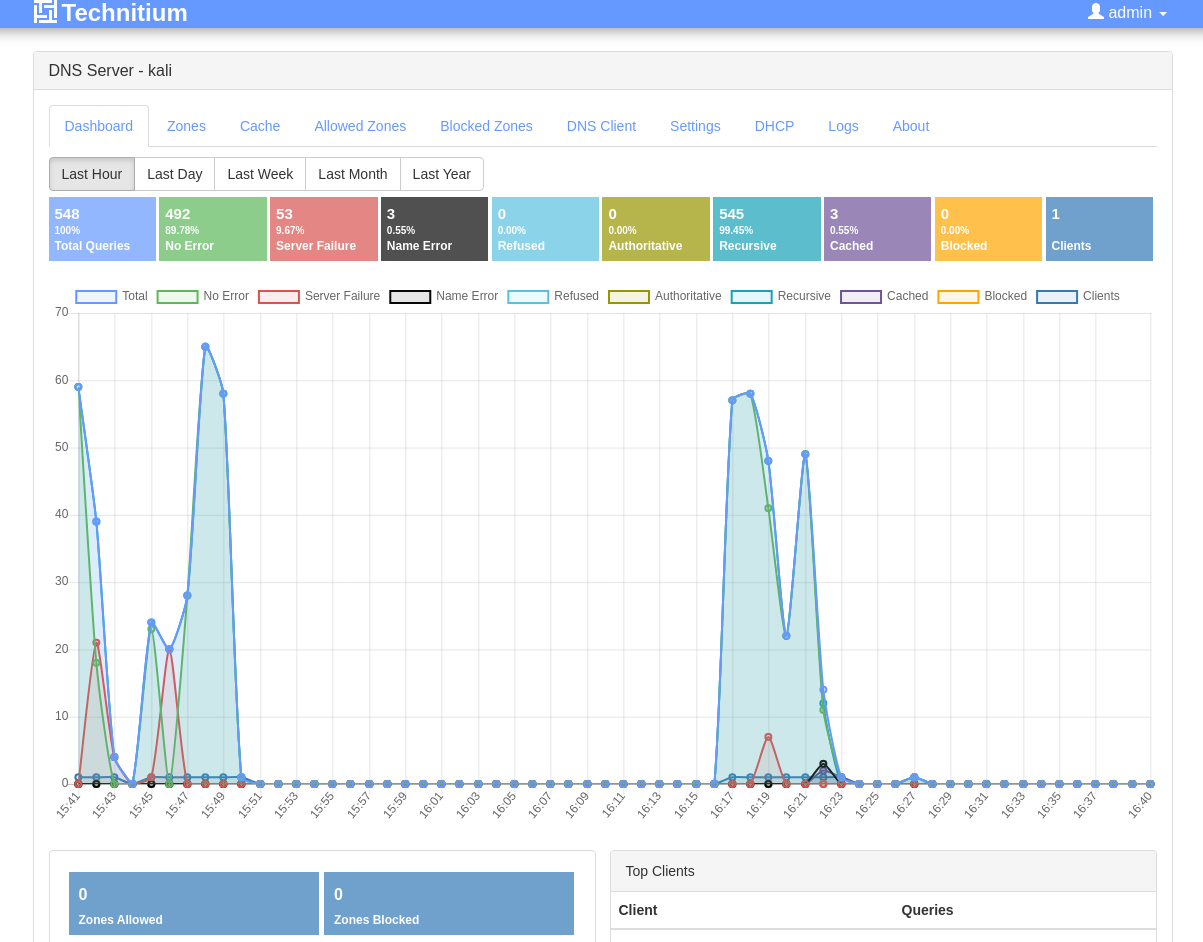 Technitium
admin
DNS Server - kali
Dashboard Zones Cache Allowed Zones Blocked Zones DNS Client Settings DHCP Logs About
Last Hour Last Day Last Week Last Month Last Year
548 492 53 3 0 0 545 3 0 1
100% 89.78% 9.67% 0.55% 0.00% 0.00% 99.45% 0.55% 0.00%
Total Queries No Error Server Failure Name Error Refused Authoritative Recursive Cached Blocked Clients
Total No Error Server Failure Name Error Refused Authoritative Recursive Cached Blocked Clients
70
60
50
40
30
20
10
0
15:41 15:43 15:45 15:47 15:49 15:51 15:53 15:55 15:57 15:59 16:01 16:03 16:05 16:07 16:09 16:11 16:13 16:15 16:17 16:19 16:21 16:23 16:25 16:27 16:29 16:31 16:33 16:35 16:37 16:40
0 0
Zones Allowed Zones Blocked
Top Clients
Client Queries